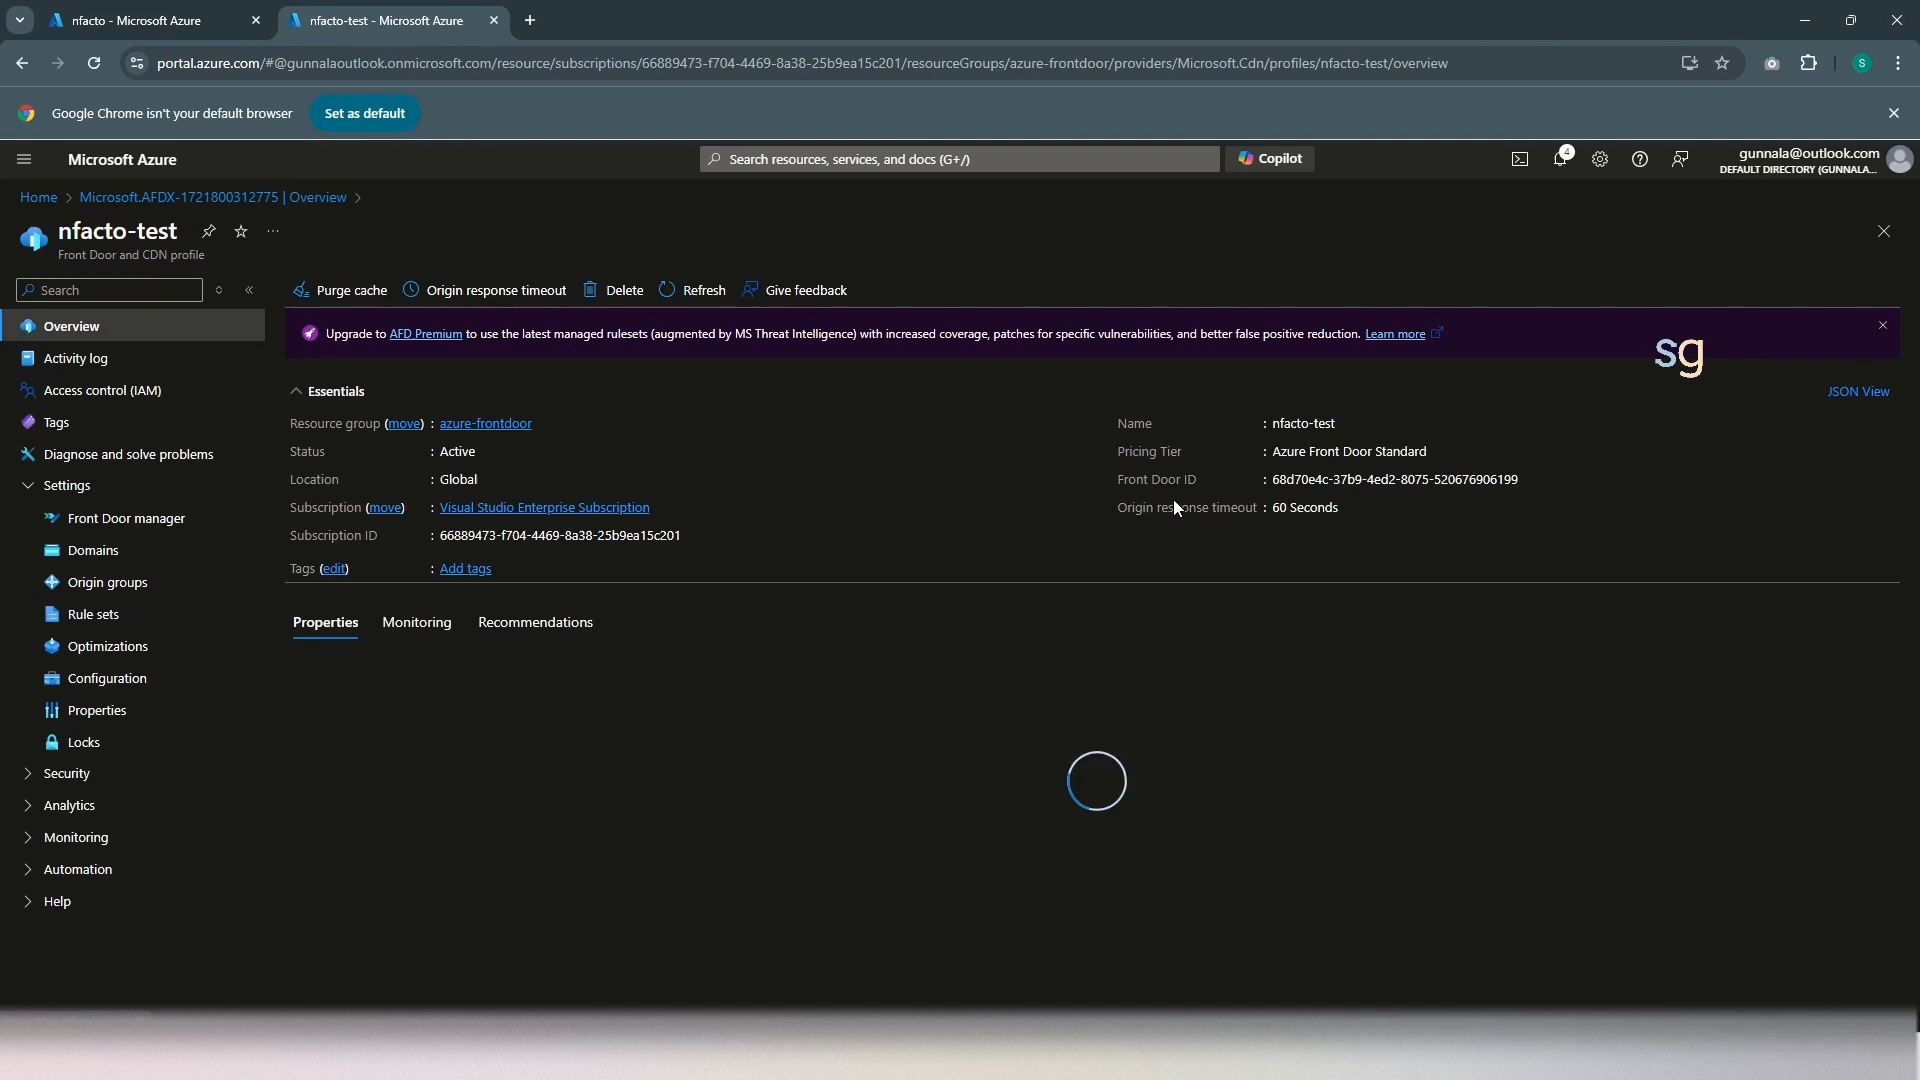 nfacto - Microsoft Azure
nfacto-test - Microsoft Azure
portal.azure.com/#@gunnalaoutlook.onmicrosoft.com/resource/subscriptions/66889473-f704-4469-8a38-25b9ea15c201/resourceGroups/azure-frontdoor/providers/Microsoft.Cdn/profiles/nfacto-test/overview
S
Google Chrome isn't your default browser
Set as default
Microsoft Azure
Search resources, services, and docs (G+/)
Copilot
4
gunnala@outlook.com
DEFAULT DIRECTORY (GUNNALA...
Home > Microsoft.AFDX-1721800312775 | Overview >
nfacto-test
Front Door and CDN profile
Search
Purge cache
Origin response timeout
Delete
Refresh
Give feedback
Overview
Activity log
Access control (IAM)
Tags
Diagnose and solve problems
Settings
Front Door manager
Domains
Origin groups
Rule sets
Optimizations
Configuration
Properties
Locks
Security
Analytics
Monitoring
Automation
Help
Upgrade to AFD Premium to use the latest managed rulesets (augmented by MS Threat Intelligence) with increased coverage, patches for specific vulnerabilities, and better false positive reduction. Learn more
sg
Essentials
JSON View
Resource group (move) : azure-frontdoor
Status : Active
Location : Global
Subscription (move) : Visual Studio Enterprise Subscription
Subscription ID : 66889473-f704-4469-8a38-25b9ea15c201
Tags (edit) : Add tags
Name : nfacto-test
Pricing Tier : Azure Front Door Standard
Front Door ID : 68d70e4c-37b9-4ed2-8075-520676906199
Origin response timeout : 60 Seconds
Properties
Monitoring
Recommendations